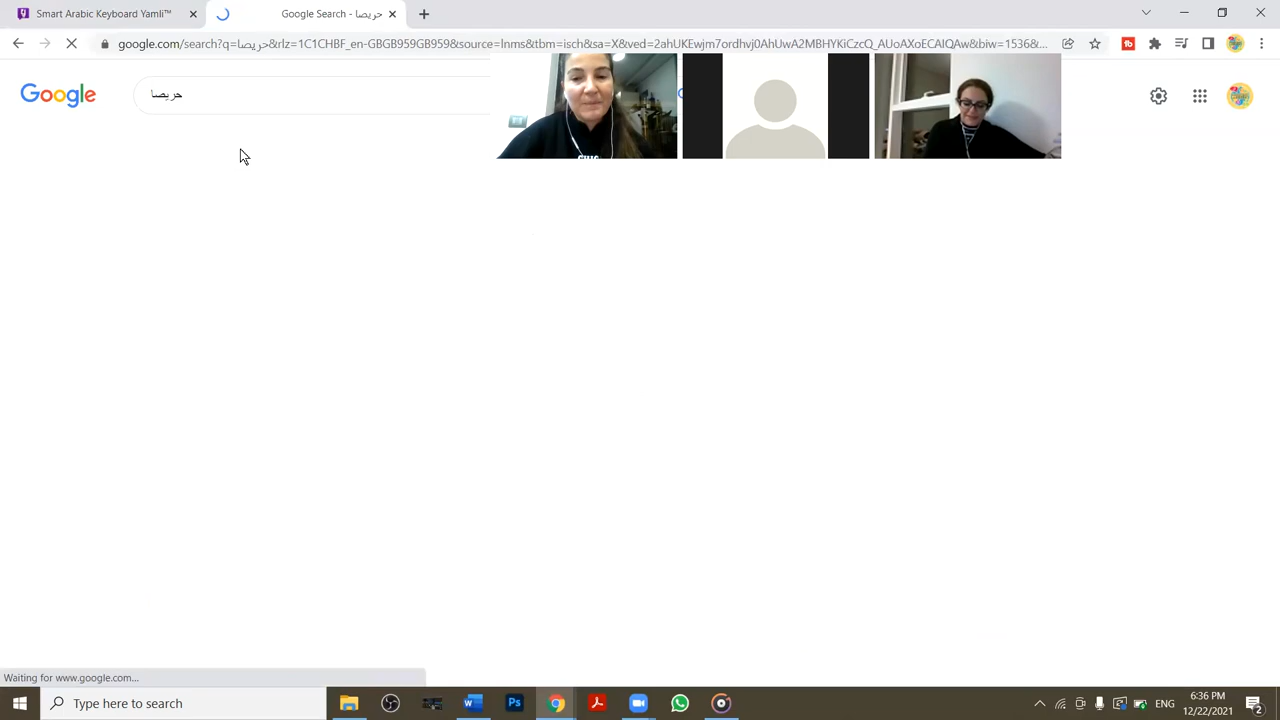 Smart Arabic Keyboard Yamli™
Google Search - حريصا
google.com/search?q=حريصا&rlz=1C1CHBF_en-GBGB959GB959&source=lnms&tbm=isch&sa=X&ved=2ahUKEwjm7ordhvj0AhUwA2MBHYKiCzcQ_AUoAXoECAIQAw&biw=1536&...
Google
حريصا
Waiting for www.google.com...
Type here to search
W
Ps
ENG
6:36 PM
12/22/2021
2